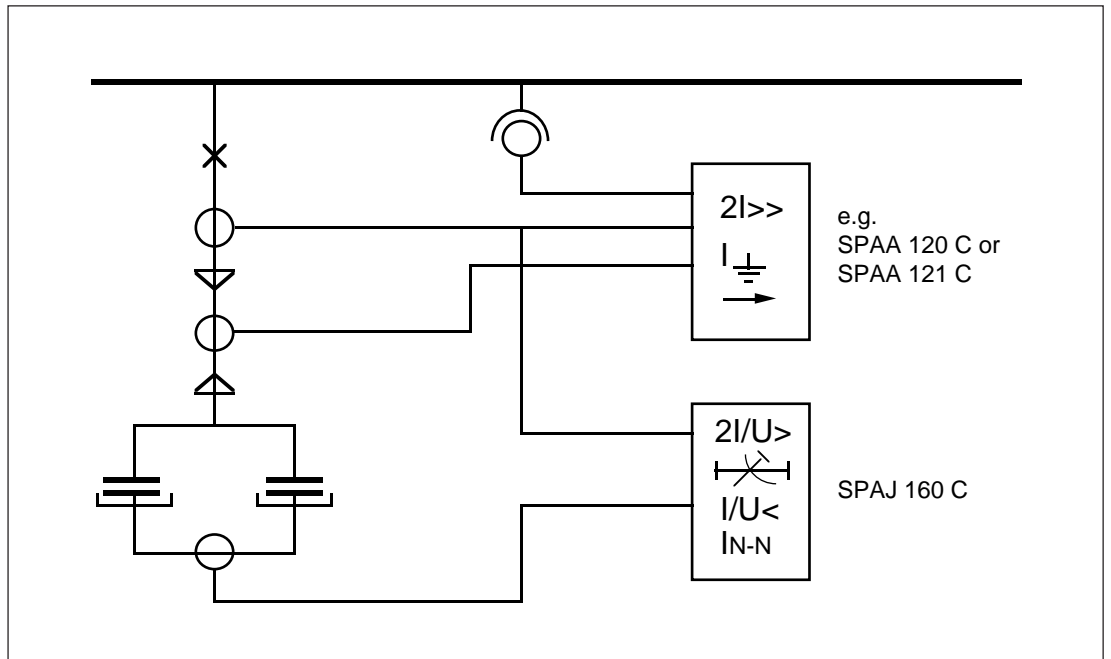 2I>>
I
e.g.
SPAA 120 C or
SPAA 121 C
2I/U>
I/U<
IN-N
SPAJ 160 C